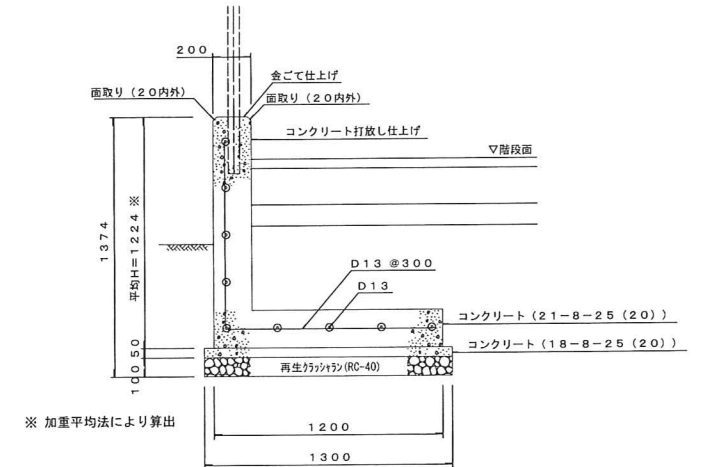 200
金ごて仕上げ
面取り（20内外）
面取り（20内外）
コンクリート打放し仕上げ
▽階段面
1374
平均H=1224 ※
D13 @300
D13
コンクリート（21-8-25（20））
コンクリート（18-8-25（20））
50
100
再生クラッシャラン(RC-40)
※ 加重平均法により算出
1200
1300